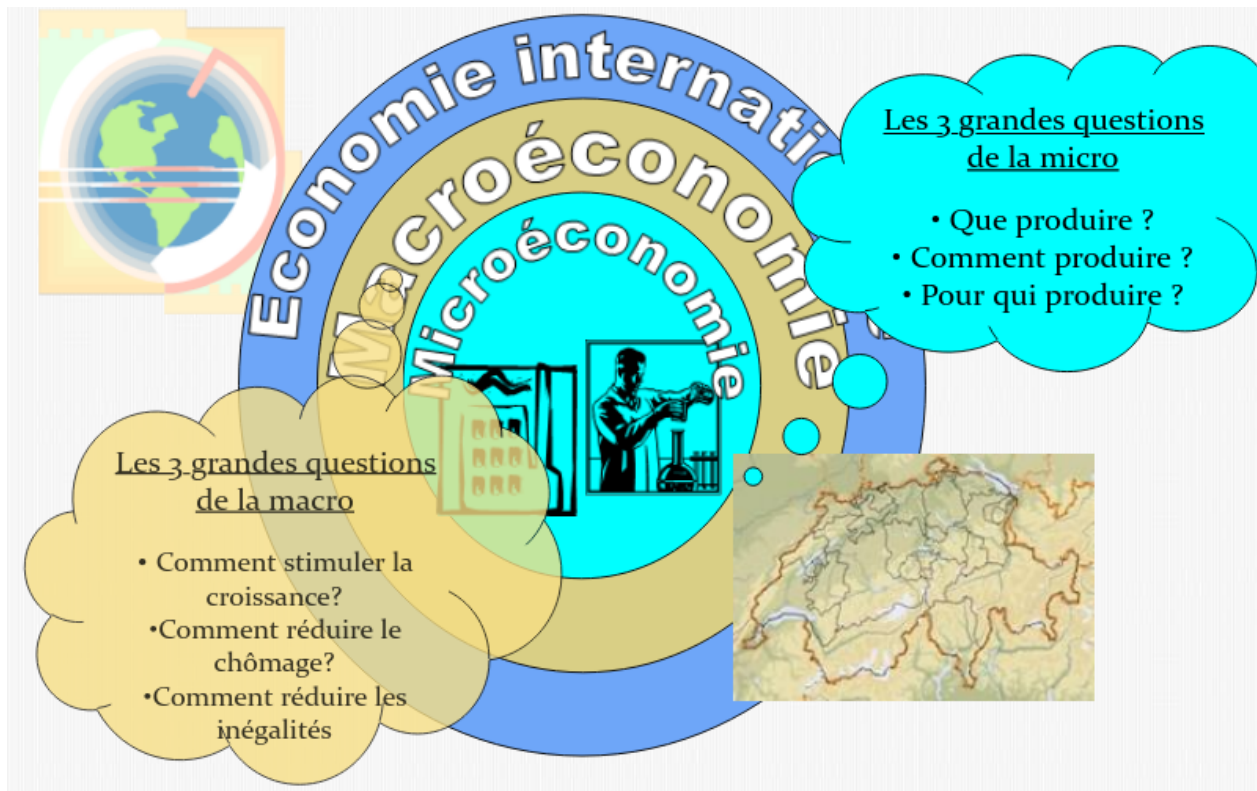 Economie internatio
Macroéconomie
Microéconomie
Les 3 grandes questions
de la micro
• Que produire ?
• Comment produire ?
• Pour qui produire ?
Les 3 grandes questions
de la macro
• Comment stimuler la
croissance?
•Comment réduire le
chômage?
•Comment réduire les
inégalités